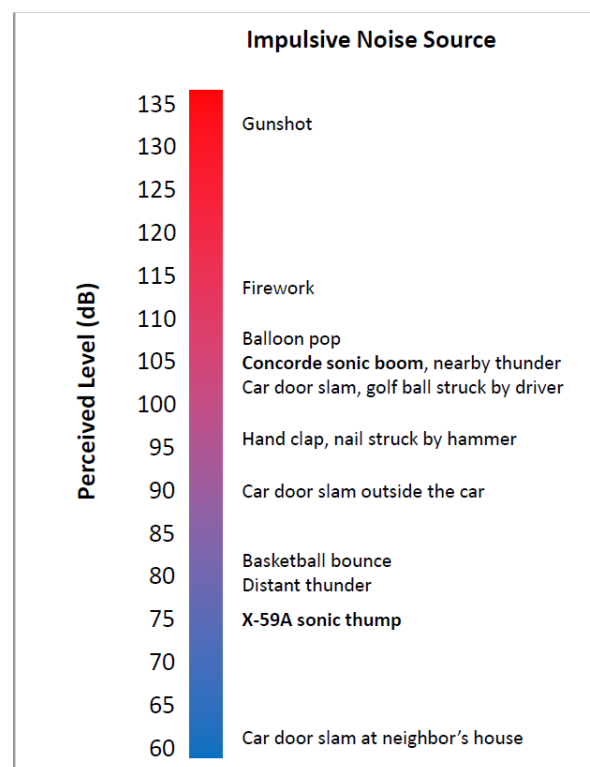 Impulsive Noise Source
Perceived Level (dB)
135
Gunshot
130
125
120
115
Firework
110
Balloon pop
105
Concorde sonic boom, nearby thunder
Car door slam, golf ball struck by driver
100
Hand clap, nail struck by hammer
95
90
Car door slam outside the car
85
Basketball bounce
80
Distant thunder
75
X-59A sonic thump
70
65
Car door slam at neighbor’s house
60